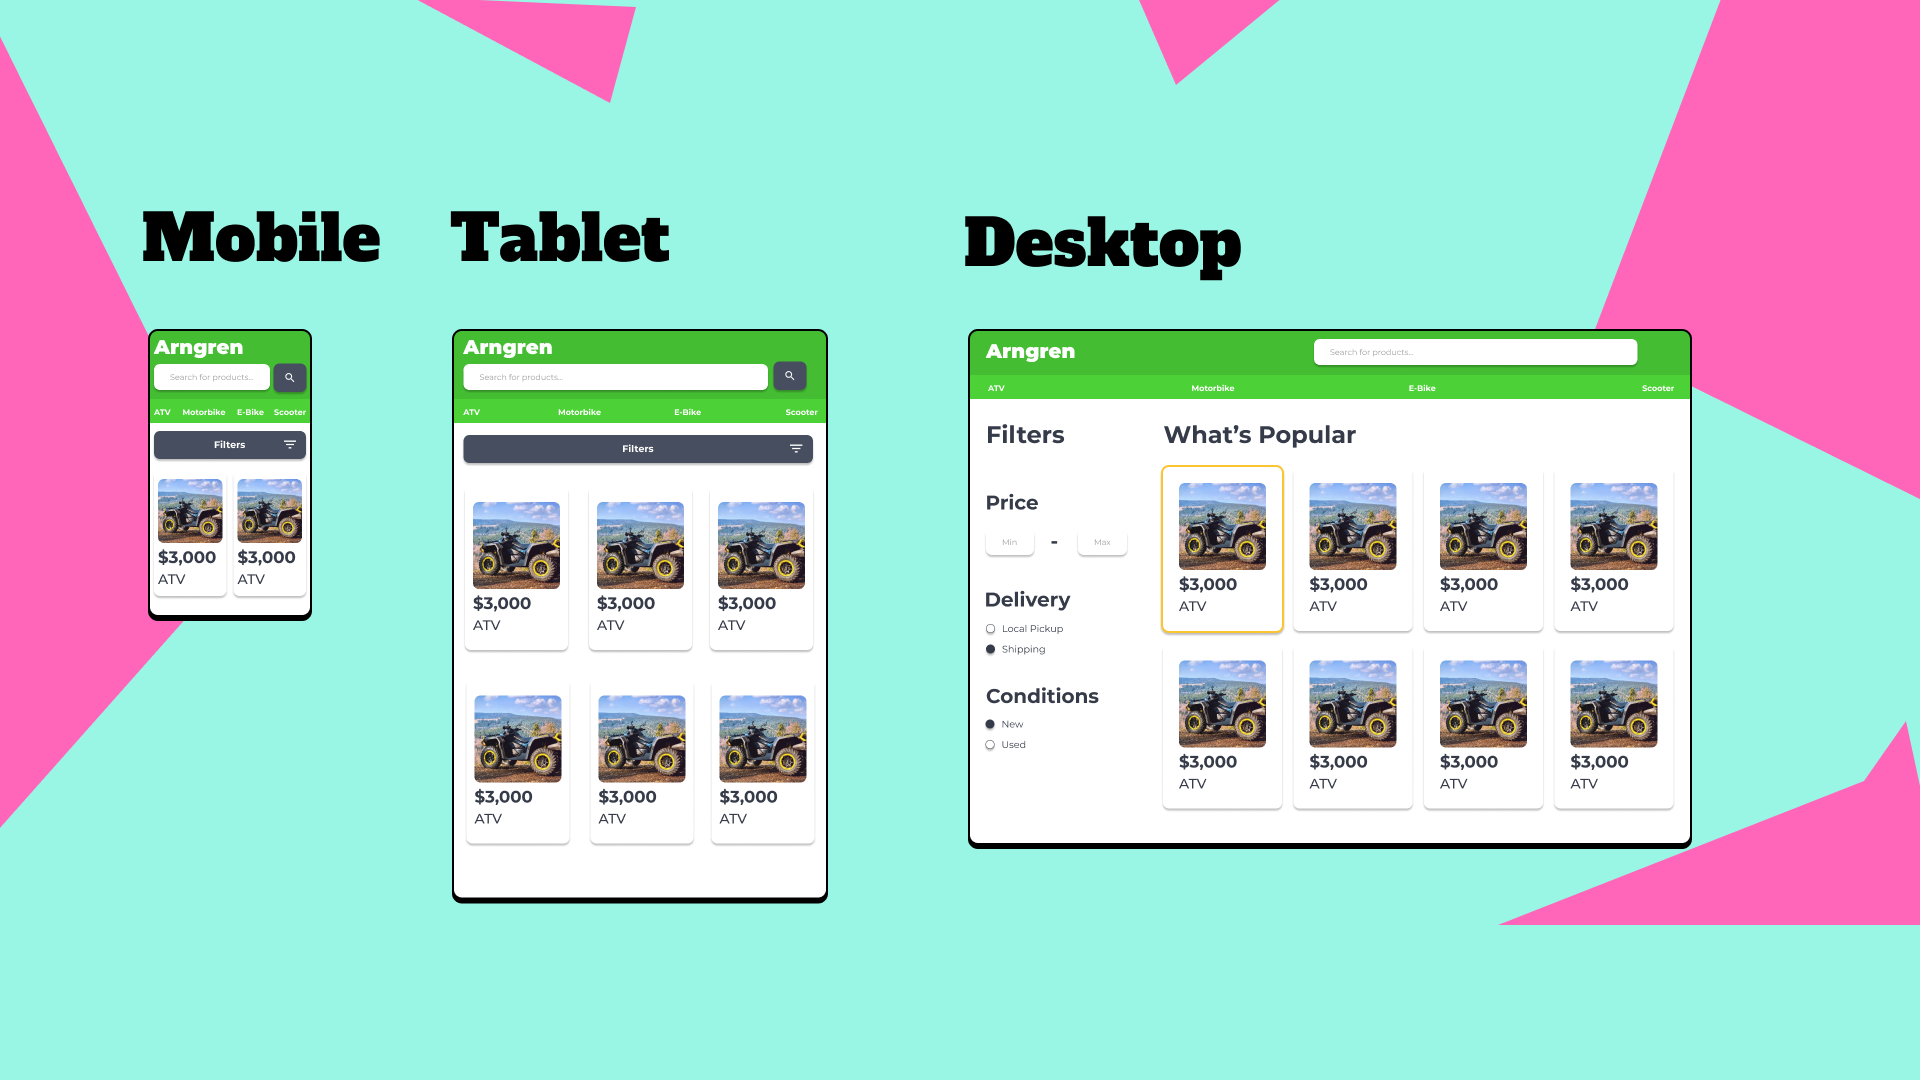 Mobile
Tablet
Desktop
Arngren
Search for products...
ATV Motorbike E-Bike Scooter
Filters
$3,000 $3,000
ATV ATV
Arngren
Search for products...
ATV Motorbike E-Bike Scooter
Filters
$3,000 $3,000 $3,000
ATV ATV ATV
$3,000 $3,000 $3,000
ATV ATV ATV
Arngren
Search for products...
ATV Motorbike E-Bike Scooter
Filters
Price
Min - Max
Delivery
Local Pickup
Shipping
Conditions
New
Used
What’s Popular
$3,000 $3,000 $3,000 $3,000
ATV ATV ATV ATV
$3,000 $3,000 $3,000 $3,000
ATV ATV ATV ATV